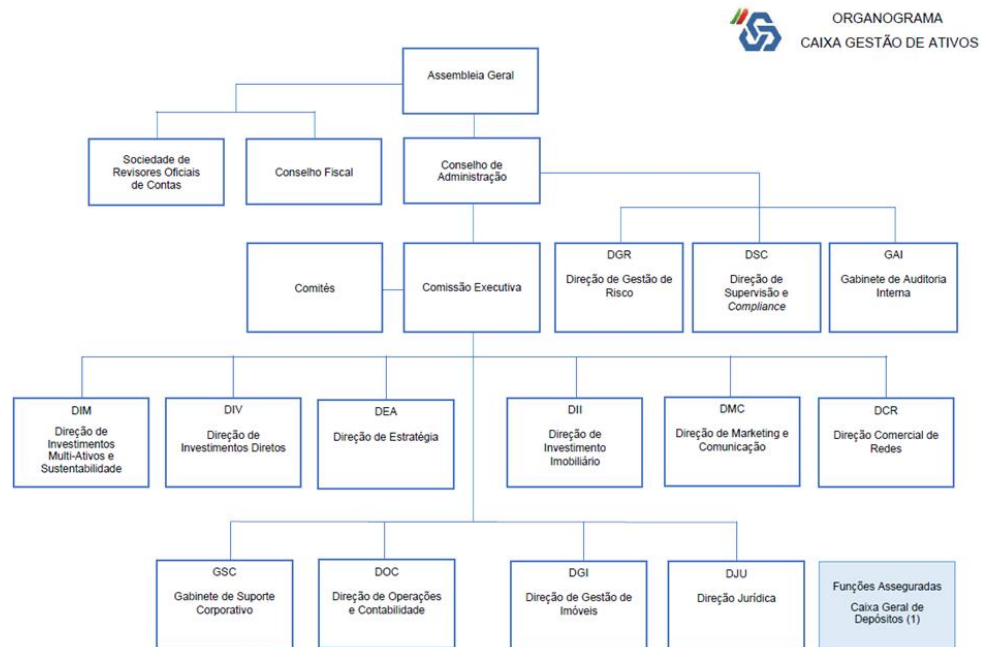 ORGANOGRAMA
CAIXA GESTÃO DE ATIVOS
Assembleia Geral
Sociedade de
Revisores Oficiais
de Contas
Conselho Fiscal
Conselho de
Administração
Comités
Comissão Executiva
DGR
Direção de Gestão de
Risco
DSC
Direção de
Supervisão e
Compliance
GAI
Gabinete de Auditoria
Interna
DIM
Direção de
Investimentos
Multi-Ativos e
Sustentabilidade
DIV
Direção de
Investimentos Diretos
DEA
Direção de Estratégia
DII
Direção de
Investimento
Imobiliário
DMC
Direção de Marketing e
Comunicação
DCR
Direção Comercial de
Redes
GSC
Gabinete de Suporte
Corporativo
DOC
Direção de Operações
e Contabilidade
DGI
Direção de Gestão de
Imóveis
DJU
Direção Jurídica
Funções Asseguradas
Caixa Geral de
Depósitos (1)